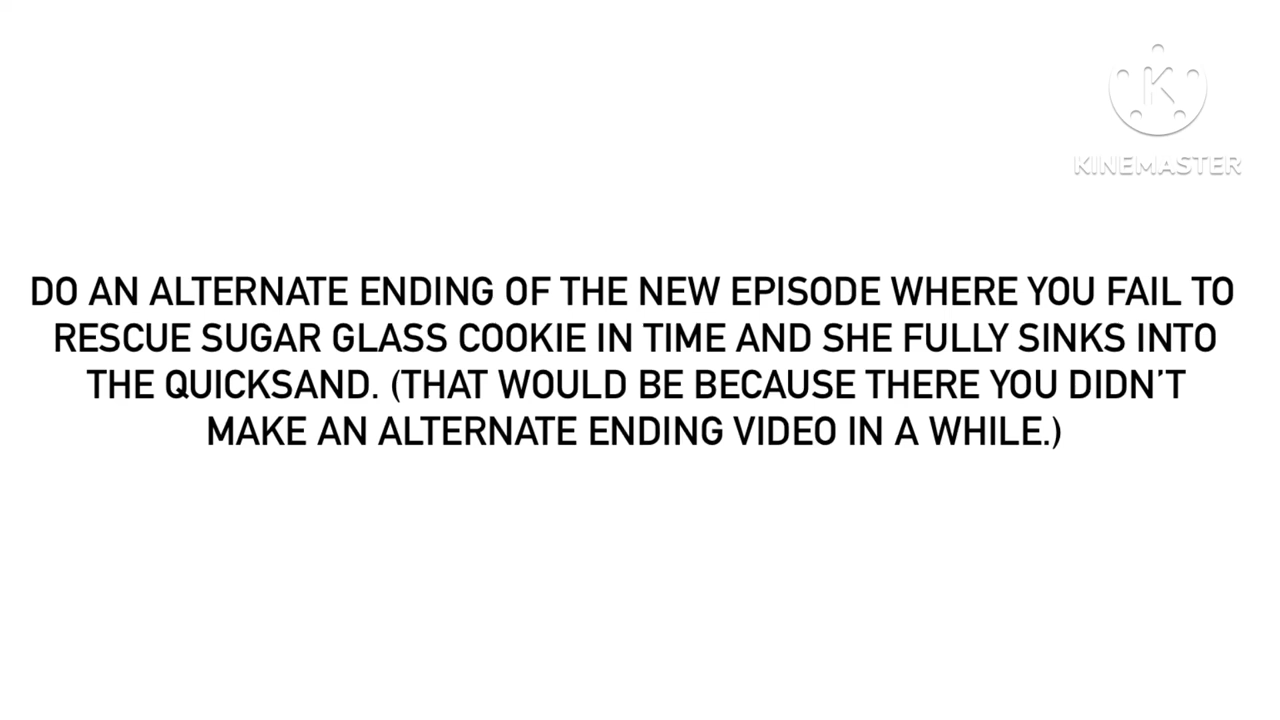 K
KINEMASTER
DO AN ALTERNATE ENDING OF THE NEW EPISODE WHERE YOU FAIL TO
RESCUE SUGAR GLASS COOKIE IN TIME AND SHE FULLY SINKS INTO
THE QUICKSAND. (THAT WOULD BE BECAUSE THERE YOU DIDN'T
MAKE AN ALTERNATE ENDING VIDEO IN A WHILE.)